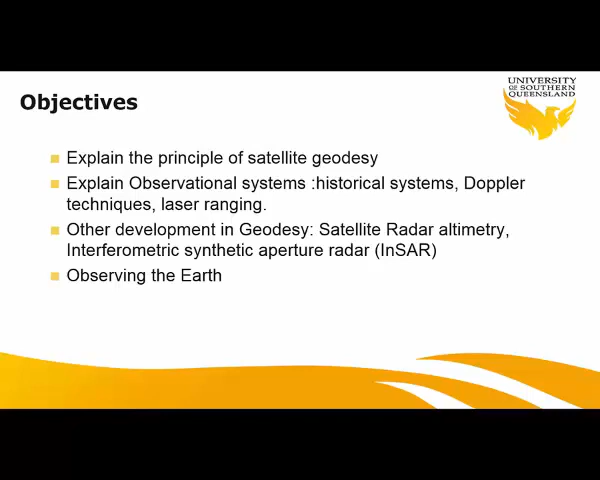 UNIVERSITY
OF SOUTHERN
QUEENSLAND
Objectives
Explain the principle of satellite geodesy
Explain Observational systems :historical systems, Doppler
techniques, laser ranging.
Other development in Geodesy: Satellite Radar altimetry,
Interferometric synthetic aperture radar (InSAR)
Observing the Earth